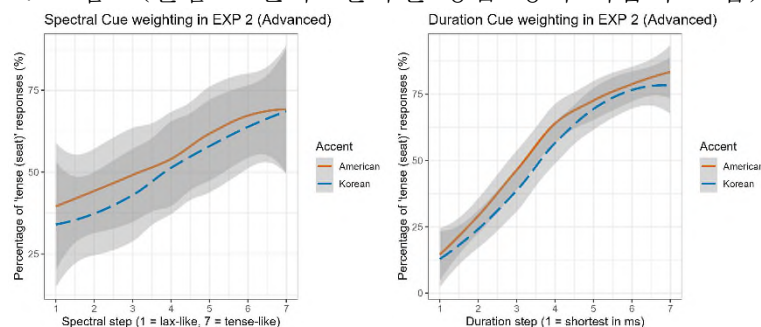 Spectral Cue weighting in EXP 2 (Advanced)
Percentage of 'tense (seat)' responses (%)
75
50
25
1 2 3 4 5 6 7
Spectral step (1 = lax-like, 7 = tense-like)
Accent
American
Korean
Duration Cue weighting in EXP 2 (Advanced)
Percentage of 'tense (seat)' responses (%)
75
50
25
0
1 2 3 4 5 6 7
Duration step (1 = shortest in ms)
Accent
American
Korean